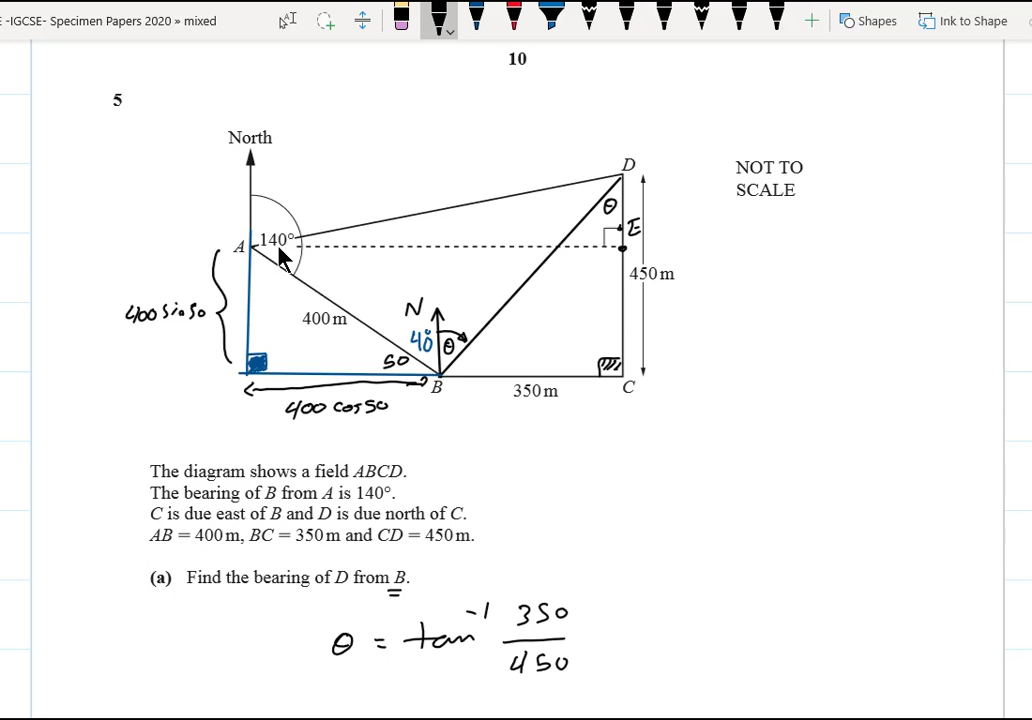 E -IGCSE- Specimen Papers 2020 » mixed
Shapes
Ink to Shape
10
5
North
D
NOT TO
SCALE
θ
E
A
140°
450 m
400 sin 50
400 m
N
40°
θ
50
B
350 m
C
400 cos 50
The diagram shows a field ABCD.
The bearing of B from A is 140°.
C is due east of B and D is due north of C.
AB = 400 m, BC = 350 m and CD = 450 m.
(a) Find the bearing of D from B.
θ = tan⁻¹ 350
450